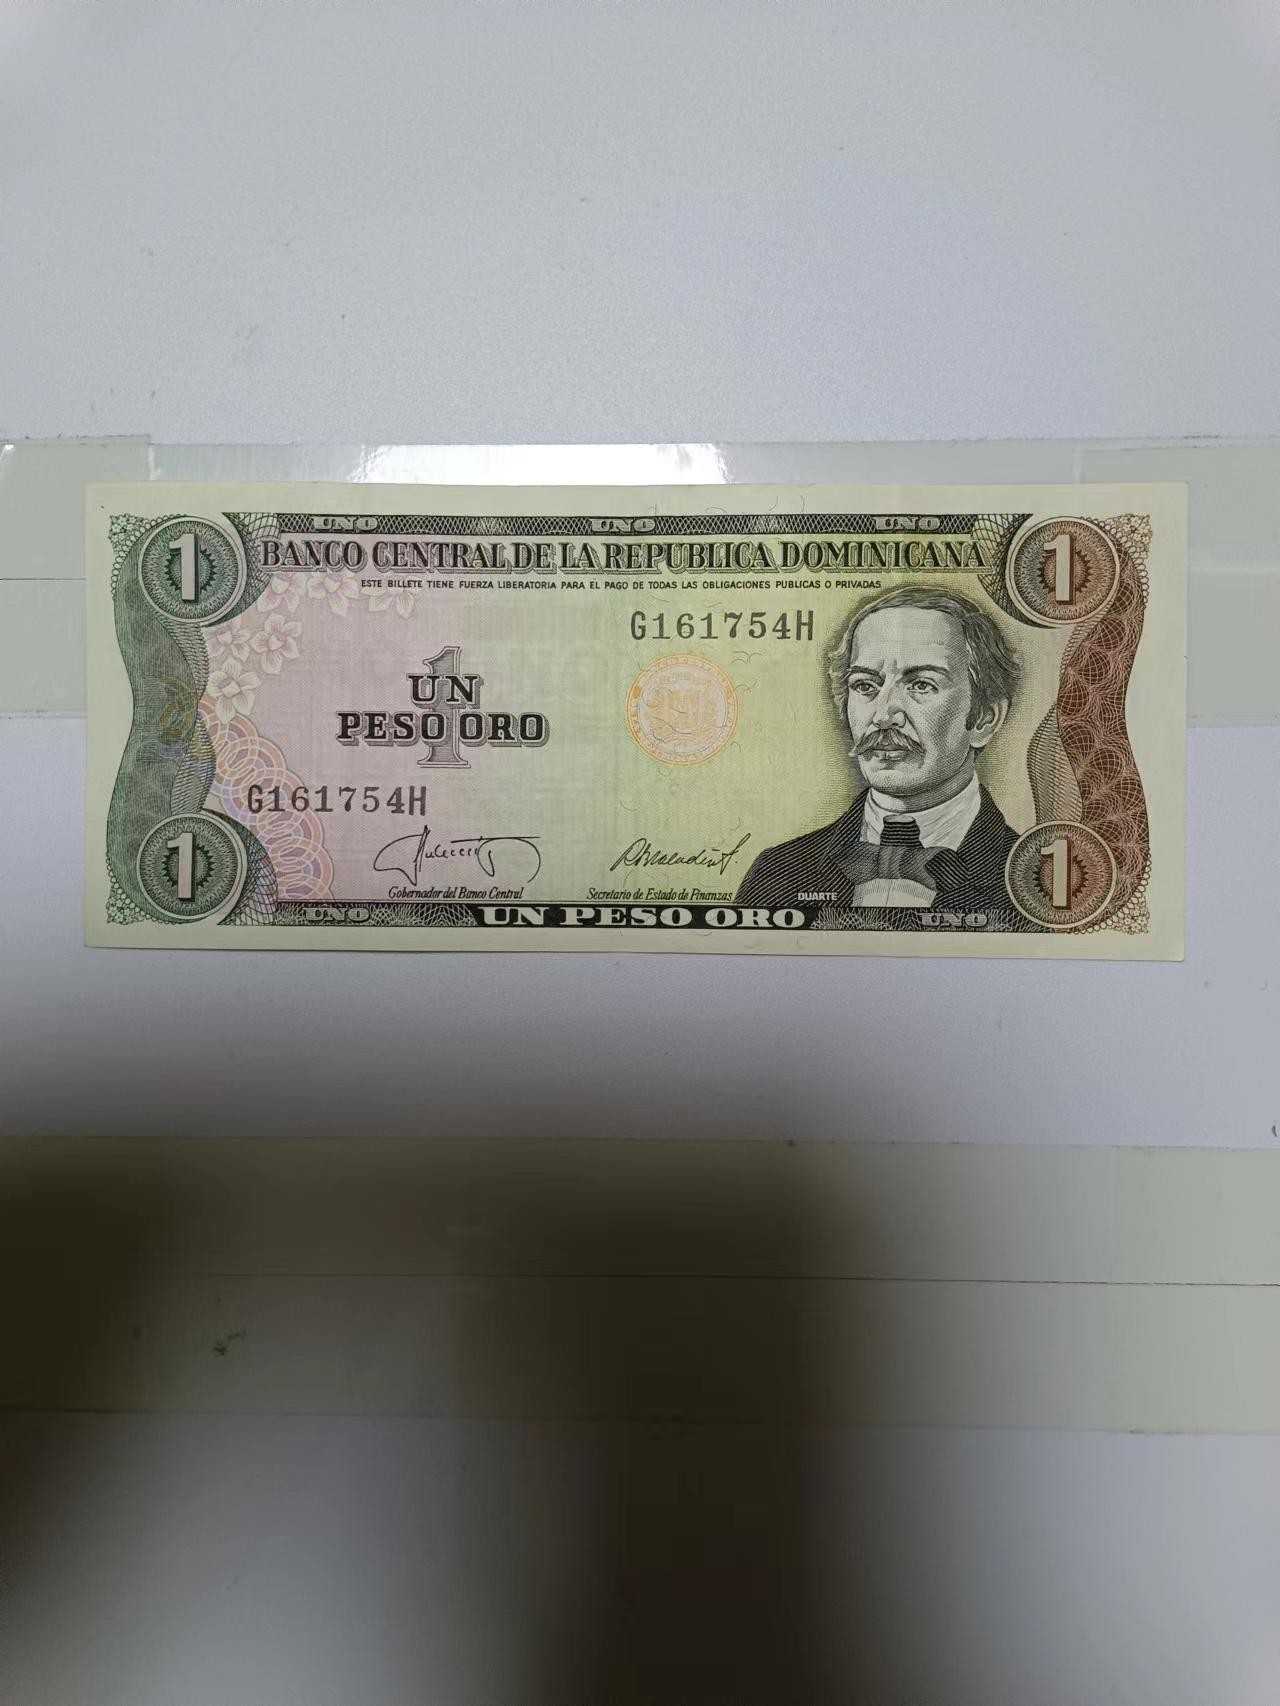 UNO UNO UNO
1 1
BANCO CENTRAL DE LA REPUBLICA DOMINICANA
ESTE BILLETE TIENE FUERZA LIBERATORIA PARA EL PAGO DE TODAS LAS OBLIGACIONES PUBLICAS O PRIVADAS
G161754H
1
UN
PESO ORO
G161754H
1 1
Gobernador del Banco Central Secretario de Estado de Finanzas DUARTE
UNO UN PESO ORO UNO